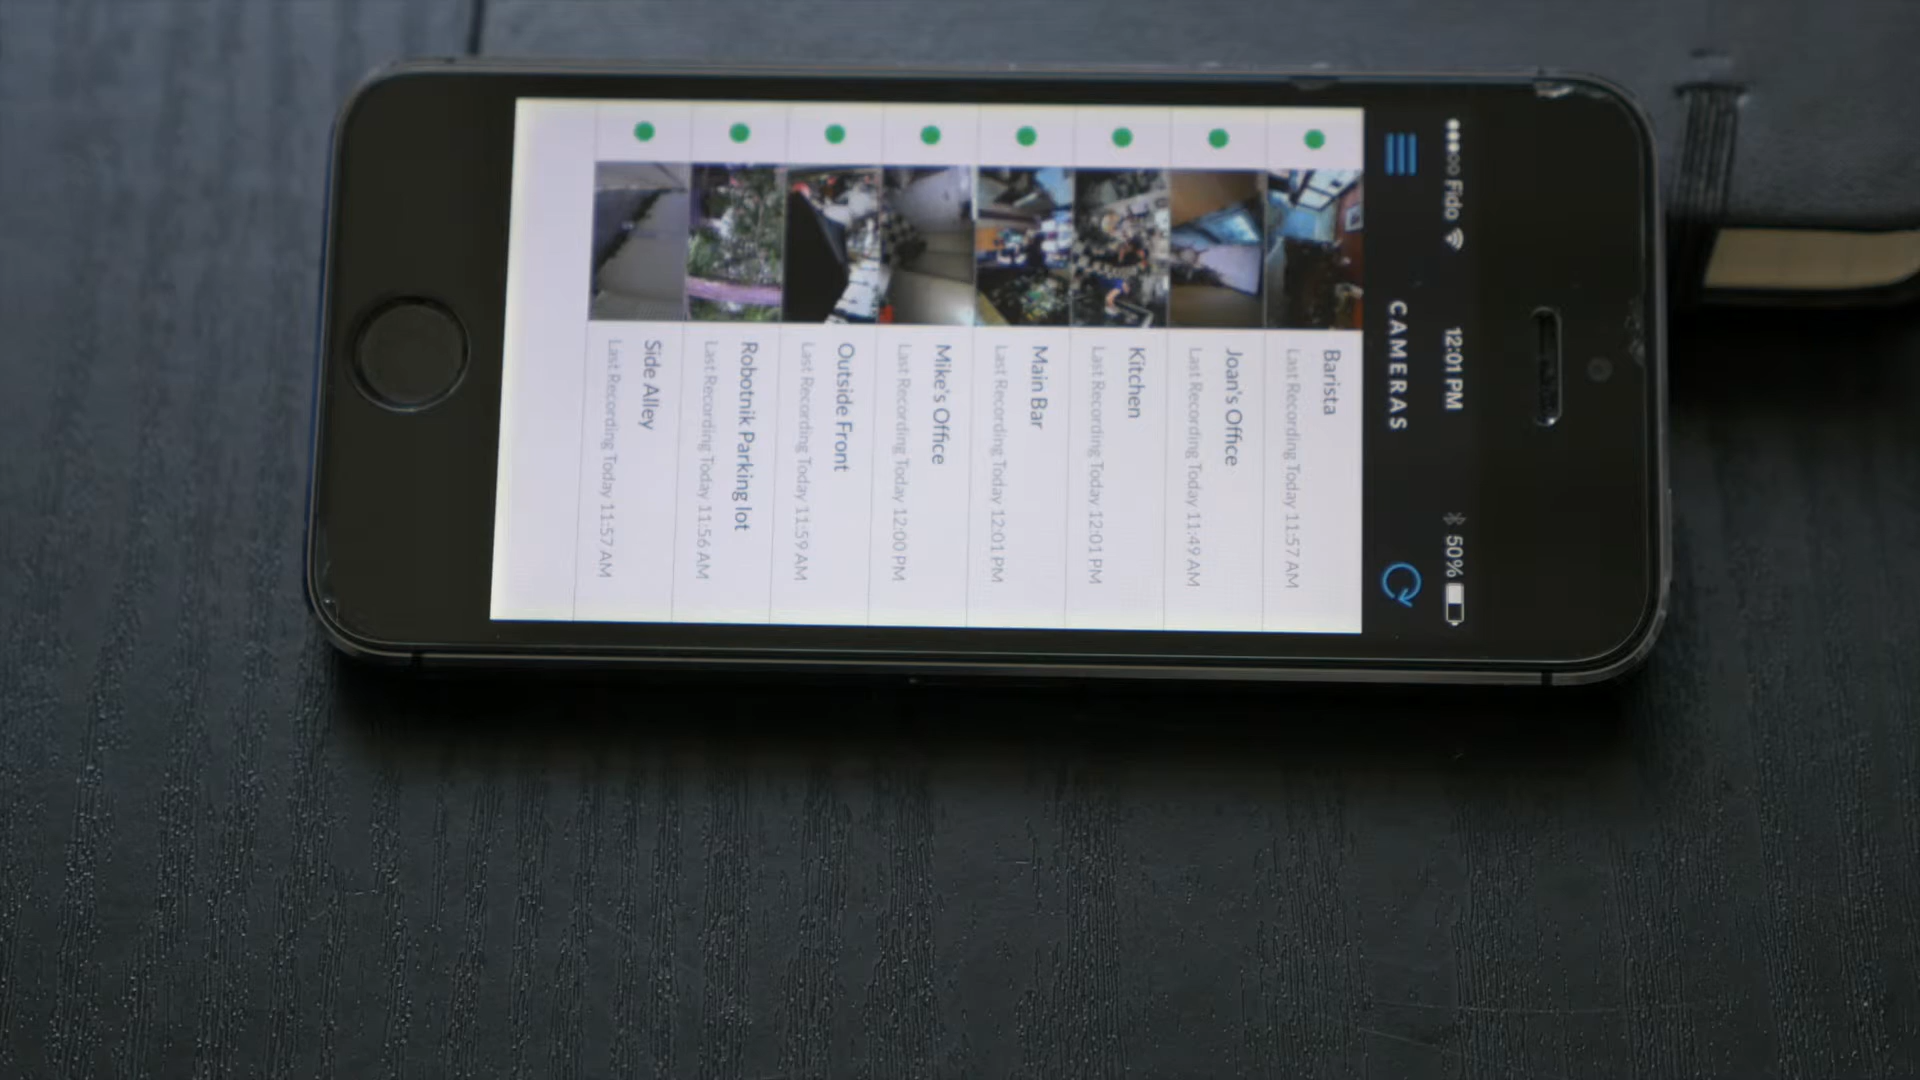 Fido 12:01 PM 50%
CAMERAS
Barista
Last Recording Today 11:57 AM
Joan's Office
Last Recording Today 11:49 AM
Kitchen
Last Recording Today 12:01 PM
Main Bar
Last Recording Today 12:01 PM
Mike's Office
Last Recording Today 12:00 PM
Outside Front
Last Recording Today 11:59 AM
Robotnik Parking lot
Last Recording Today 11:56 AM
Side Alley
Last Recording Today 11:57 AM